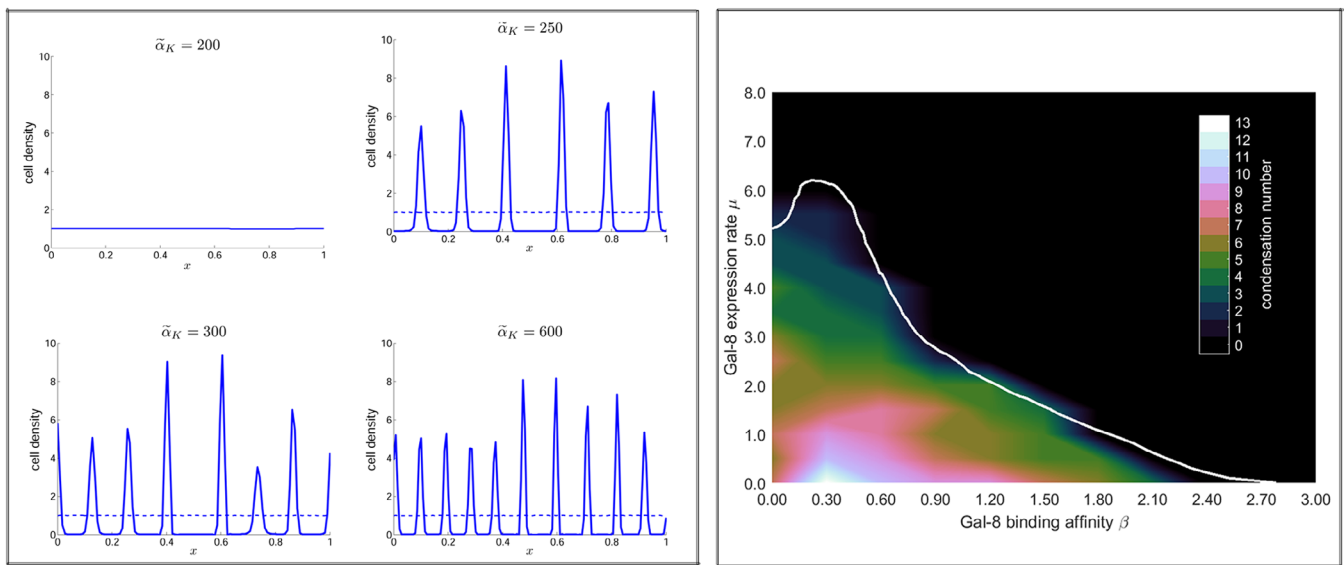 α̃_K = 200
cell density
10
8
6
4
2
0
0 0.2 0.4 0.6 0.8 1
x
α̃_K = 250
cell density
10
8
6
4
2
0
0 0.2 0.4 0.6 0.8 1
x
α̃_K = 300
cell density
10
8
6
4
2
0
0 0.2 0.4 0.6 0.8 1
x
α̃_K = 600
cell density
10
8
6
4
2
0
0 0.2 0.4 0.6 0.8 1
x
Gal-8 expression rate μ
8.0
7.0
6.0
5.0
4.0
3.0
2.0
1.0
0.0
0.00 0.30 0.60 0.90 1.20 1.50 1.80 2.10 2.40 2.70 3.00
Gal-8 binding affinity β
13
12
11
10
9
8
7
6
5
4
3
2
1
0
condensation number